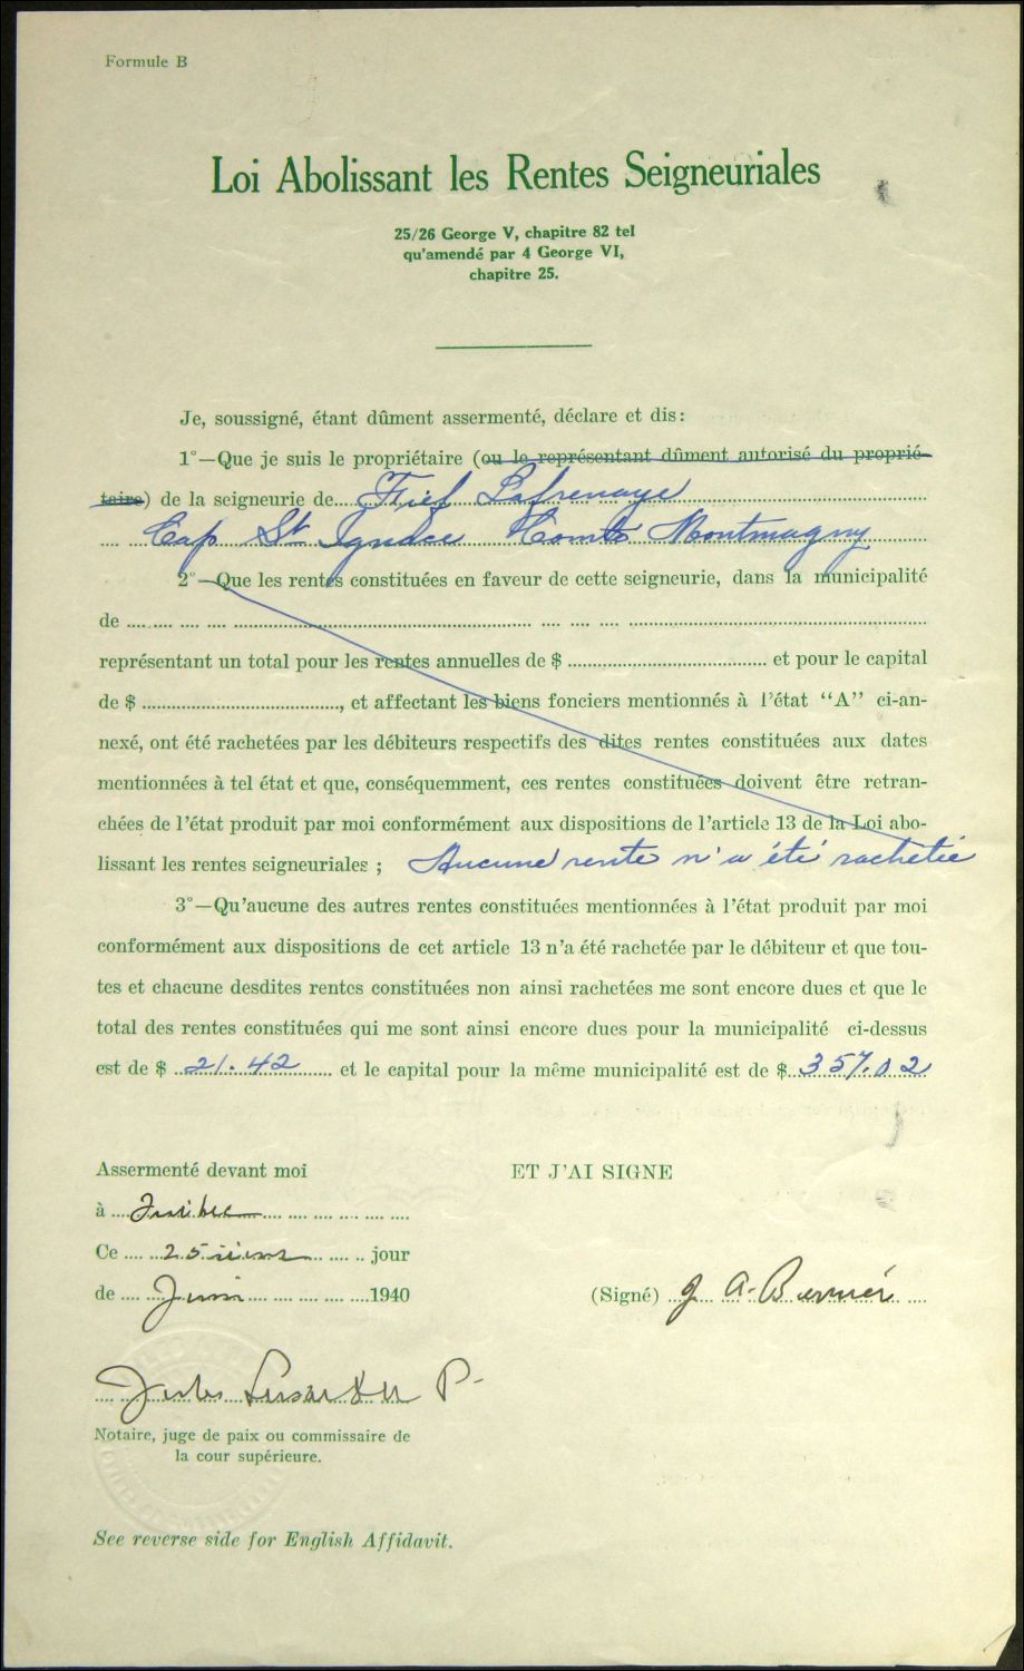 Formule B
Loi Abolissant les Rentes Seigneuriales
25/26 George V, chapitre 82 tel
qu'amendé par 4 George VI,
chapitre 25.
Je, soussigné, étant dûment assermenté, déclare et dis:
1°—Que je suis le propriétaire (ou le représentant dûment autorisé du proprié-
taire) de la seigneurie de Fief Lafrenaye
Cap St Ignace Comté Montmagny
2°—Que les rentes constituées en faveur de cette seigneurie, dans la municipalité
de
représentant un total pour les rentes annuelles de $ et pour le capital
de $ , et affectant les biens fonciers mentionnés à l'état "A" ci-an-
nexé, ont été rachetées par les débiteurs respectifs des dites rentes constituées aux dates
mentionnées à tel état et que, conséquemment, ces rentes constituées doivent être retran-
chées de l'état produit par moi conformément aux dispositions de l'article 13 de la Loi abo-
lissant les rentes seigneuriales ; Aucune rente n'a été rachetée
3°—Qu'aucune des autres rentes constituées mentionnées à l'état produit par moi
conformément aux dispositions de cet article 13 n'a été rachetée par le débiteur et que tou-
tes et chacune desdites rentes constituées non ainsi rachetées me sont encore dues et que le
total des rentes constituées qui me sont ainsi encore dues pour la municipalité ci-dessus
est de $ 21.42 et le capital pour la même municipalité est de $ 357.02
Assermenté devant moi
ET J'AI SIGNE
à Québec
Ce 25ième jour
de Juin 1940
(Signé) J. A. Bernier
Jules
Notaire, juge de paix ou commissaire de
la cour supérieure.
See reverse side for English Affidavit.